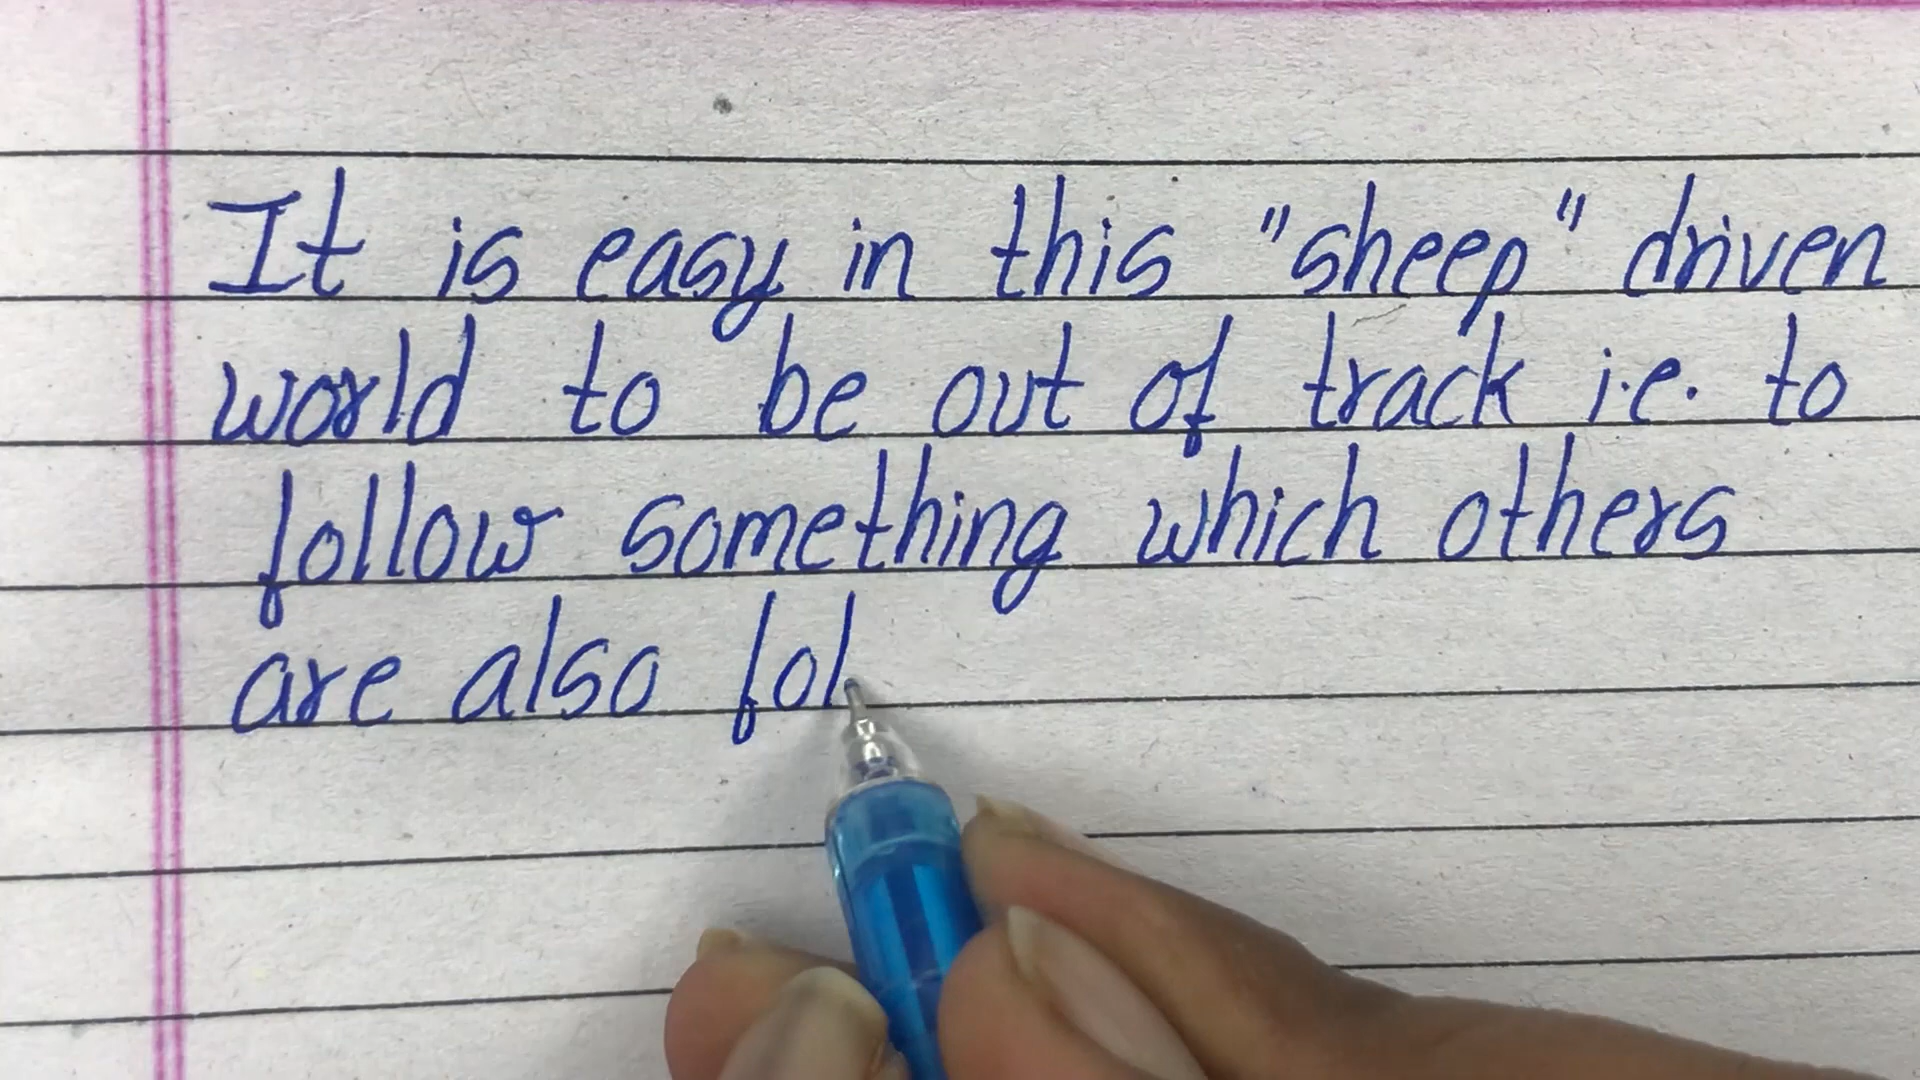 It is easy in this "sheep" driven
world to be out of track i.e. to
follow something which others
are also fol